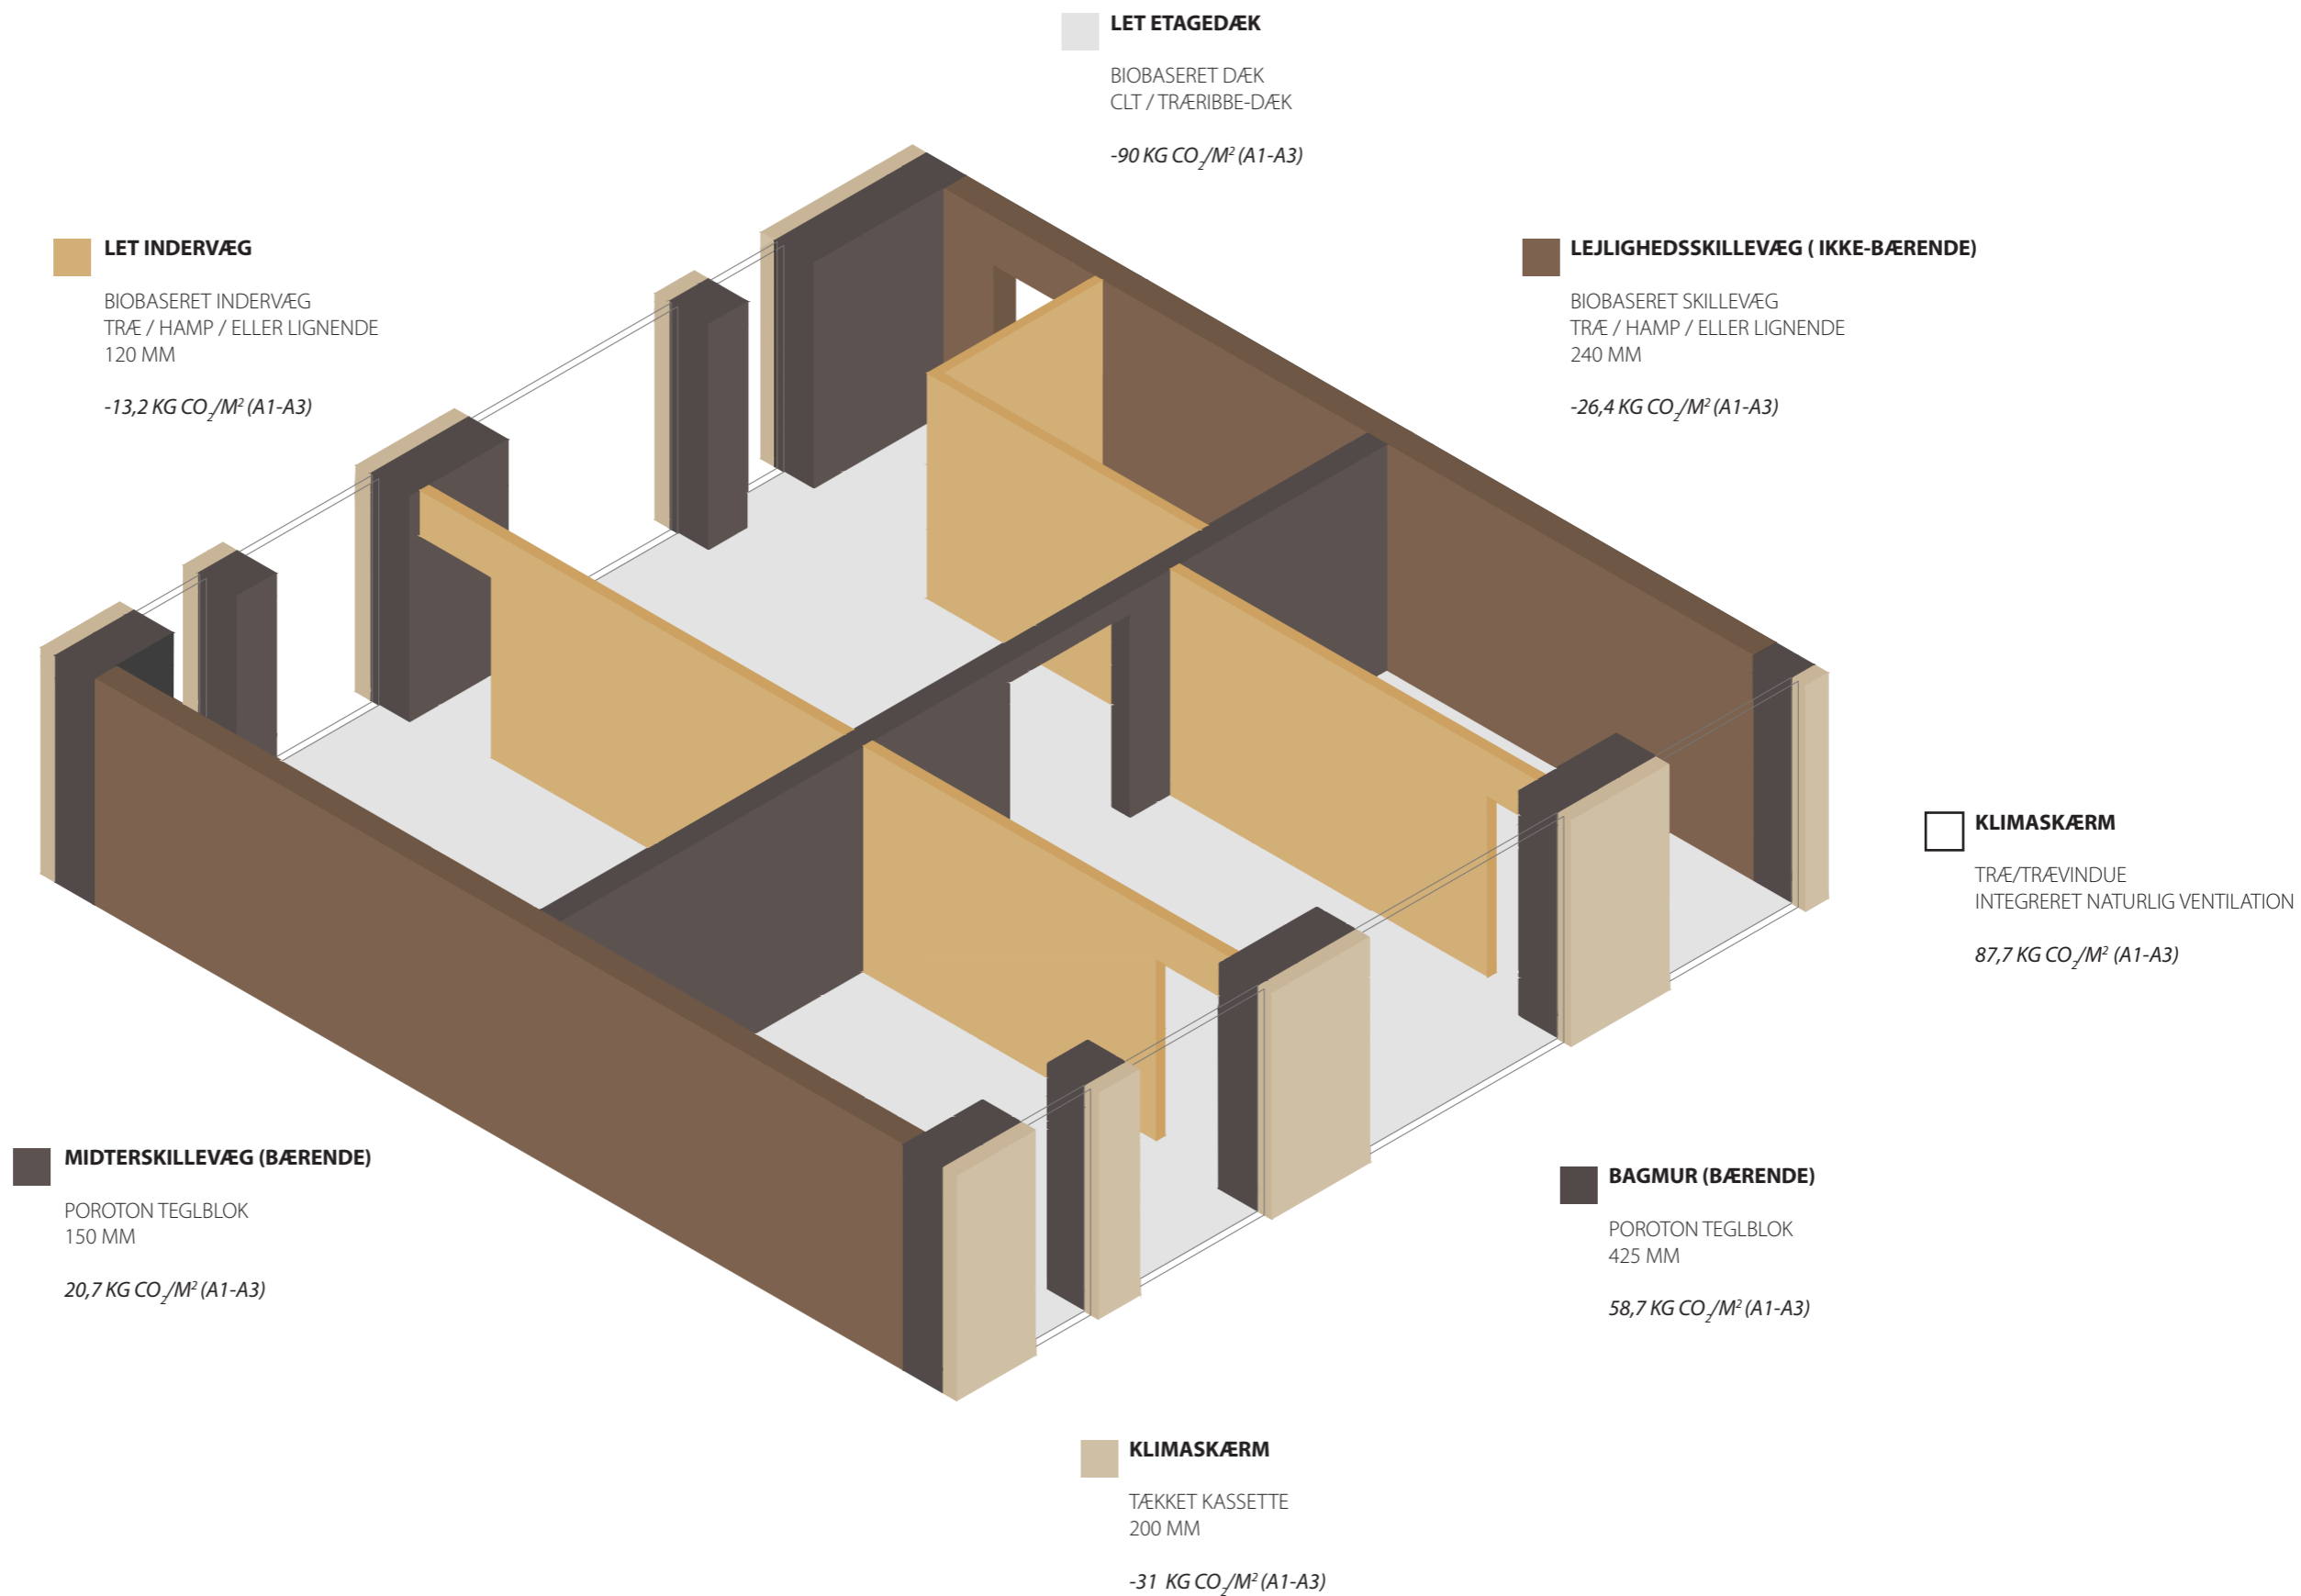 LET ETAGEDÆK
BIOBASERET DÆK
CLT / TRÆRIBBE-DÆK
-90 KG CO₂/M² (A1-A3)
LET INDERVÆG
BIOBASERET INDERVÆG
TRÆ / HAMP / ELLER LIGNENDE
120 MM
-13,2 KG CO₂/M² (A1-A3)
LEJLIGHEDSSKILLEVÆG ( IKKE-BÆRENDE)
BIOBASERET SKILLEVÆG
TRÆ / HAMP / ELLER LIGNENDE
240 MM
-26,4 KG CO₂/M² (A1-A3)
KLIMASKÆRM
TRÆ/TRÆVINDUE
INTEGRERET NATURLIG VENTILATION
87,7 KG CO₂/M² (A1-A3)
MIDTERSKILLEVÆG (BÆRENDE)
POROTON TEGLBLOK
150 MM
20,7 KG CO₂/M² (A1-A3)
BAGMUR (BÆRENDE)
POROTON TEGLBLOK
425 MM
58,7 KG CO₂/M² (A1-A3)
KLIMASKÆRM
TÆKKET KASSETTE
200 MM
-31 KG CO₂/M² (A1-A3)